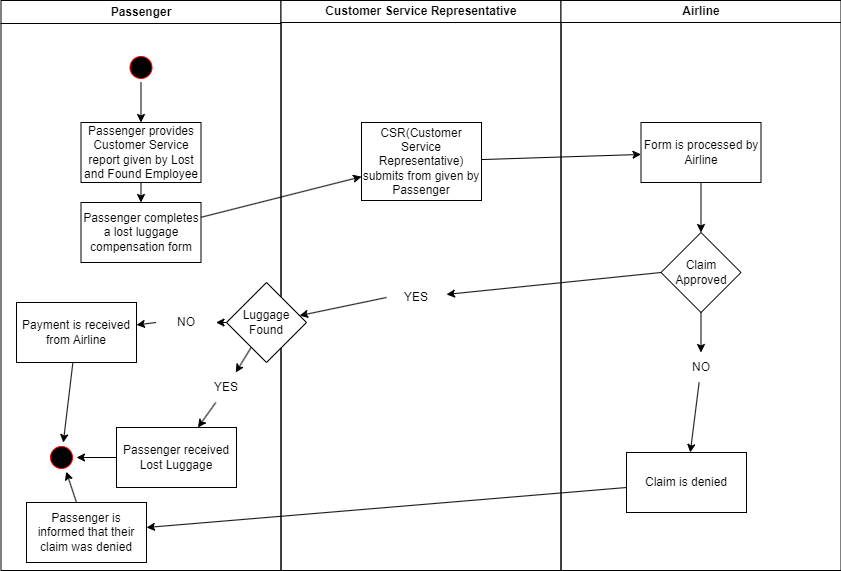 Passenger
Customer Service Representative
Airline
Passenger provides
Customer Service
report given by Lost
and Found Employee
CSR(Customer
Service
Representative)
submits from given by
Passenger
Form is processed by
Airline
Passenger completes
a lost luggage
compensation form
Claim
Approved
YES
Luggage
Found
NO
Payment is received
from Airline
YES
NO
Passenger received
Lost Luggage
Claim is denied
Passenger is
informed that their
claim was denied